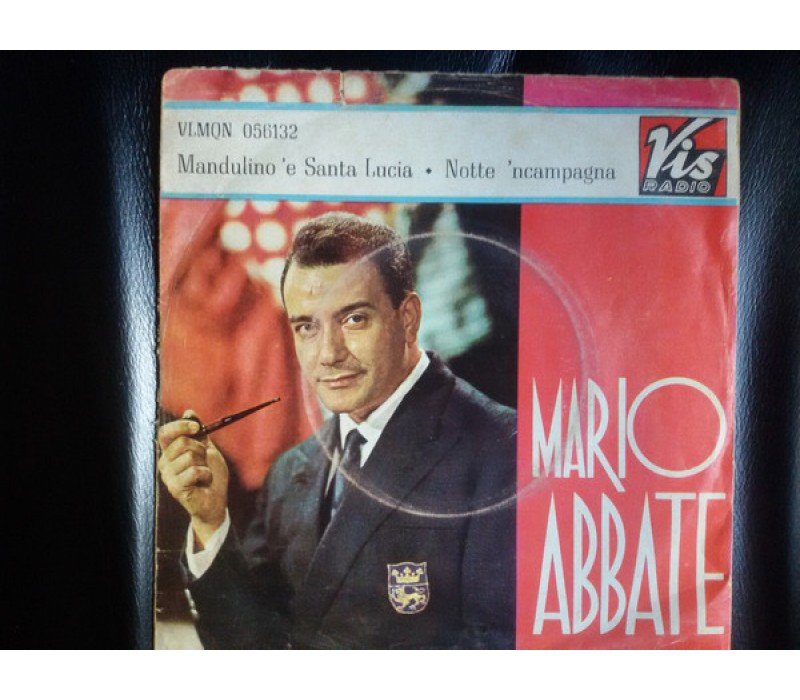 VLMQN 056132
Mandulino 'e Santa Lucia • Notte 'ncampagna
Vis
RADIO
MARIO
ABBATE